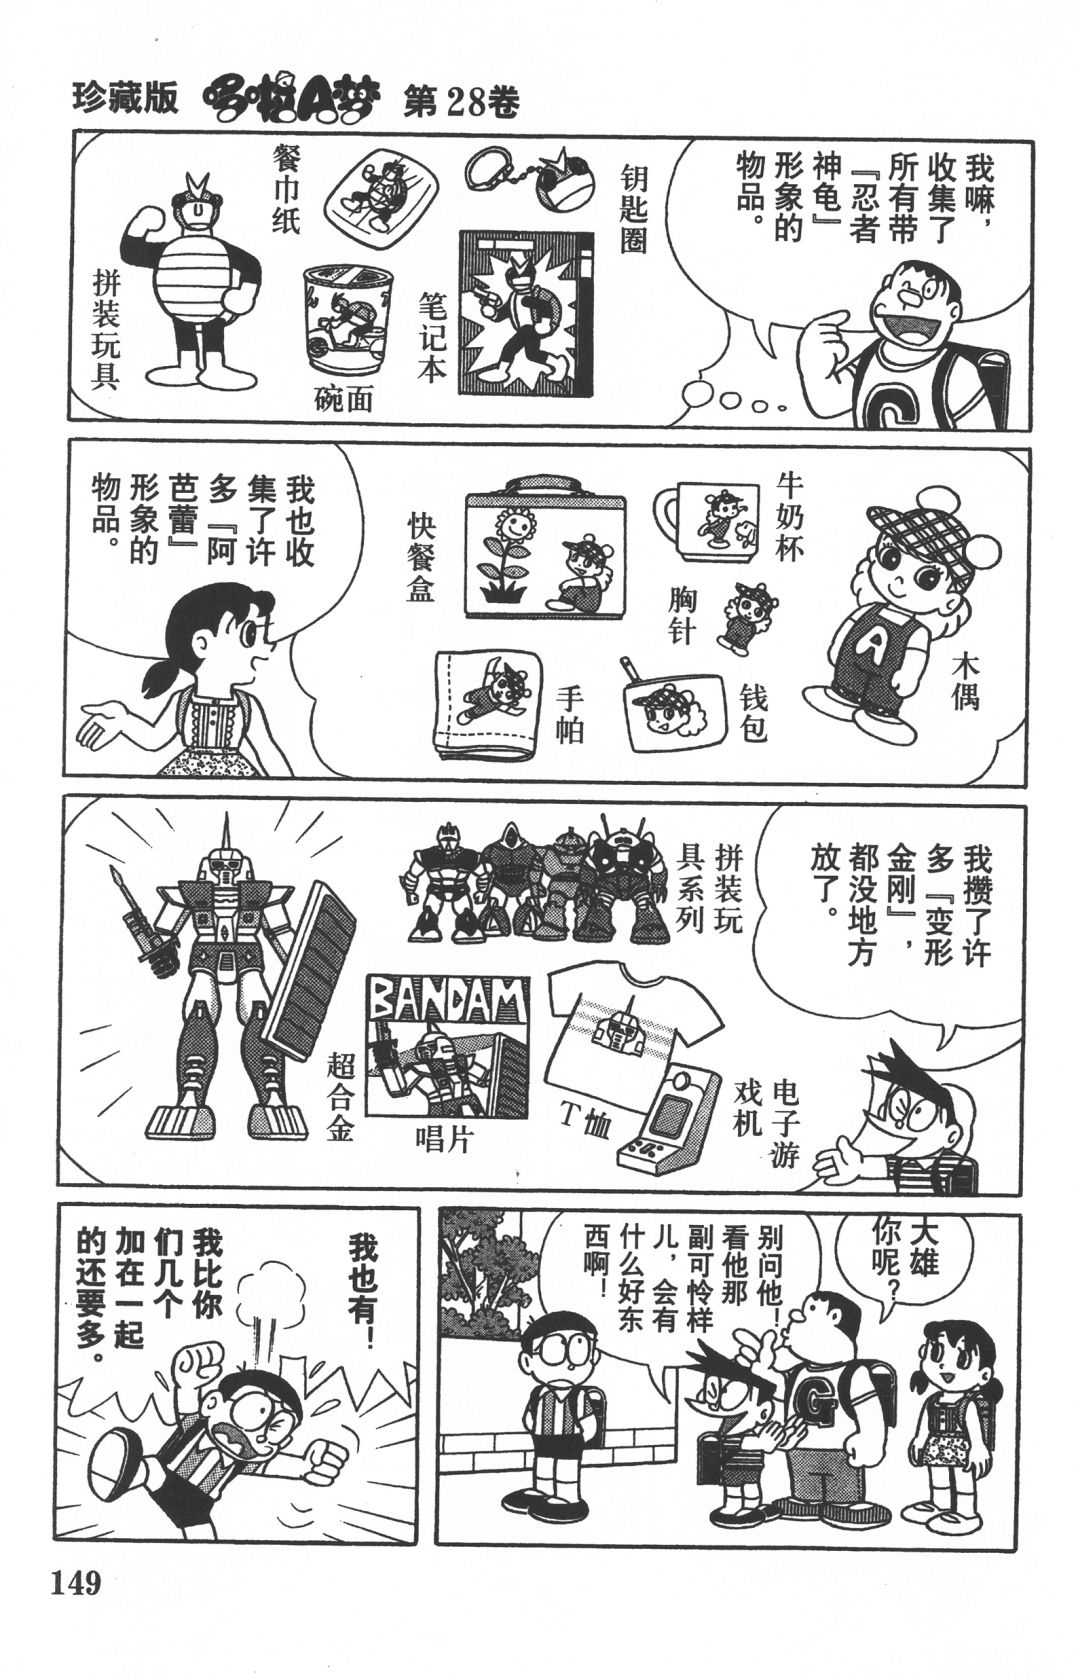 珍藏版 哆啦A梦 第28卷
我嘛，
收集了
所有带
『忍者
神龟』
形象的
物品。
钥匙圈
餐巾纸
笔记本
碗面
拼装玩具
我也收
集了许
多『阿
芭蕾』
形象的
物品。
快餐盒
牛奶杯
胸针
木偶
手帕
钱包
我攒了许
多『变形
金刚』，
都没地方
放了。
拼装玩
具系列
超合金
BANDAM
唱片
T恤
电子游
戏机
大雄
你呢？
别问他！
看他那
副可怜样
儿，会有
什么好东
西啊！
G
我也有！
我比你
们几个
加在一起
的还要多。
149